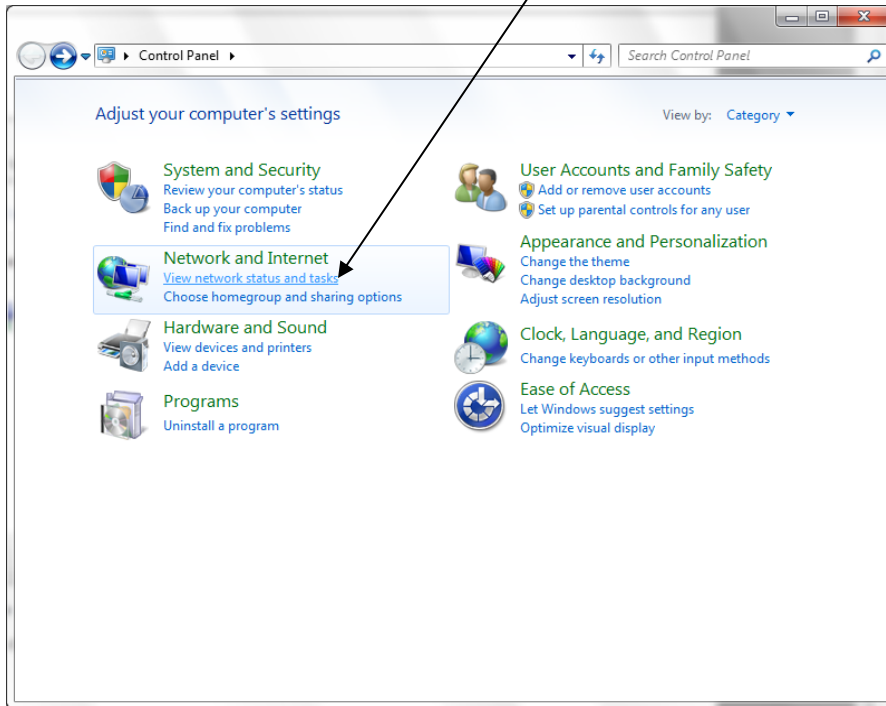 Control Panel
Search Control Panel
Adjust your computer's settings
View by: Category
System and Security
Review your computer's status
Back up your computer
Find and fix problems
Network and Internet
View network status and tasks
Choose homegroup and sharing options
Hardware and Sound
View devices and printers
Add a device
Programs
Uninstall a program
User Accounts and Family Safety
Add or remove user accounts
Set up parental controls for any user
Appearance and Personalization
Change the theme
Change desktop background
Adjust screen resolution
Clock, Language, and Region
Change keyboards or other input methods
Ease of Access
Let Windows suggest settings
Optimize visual display